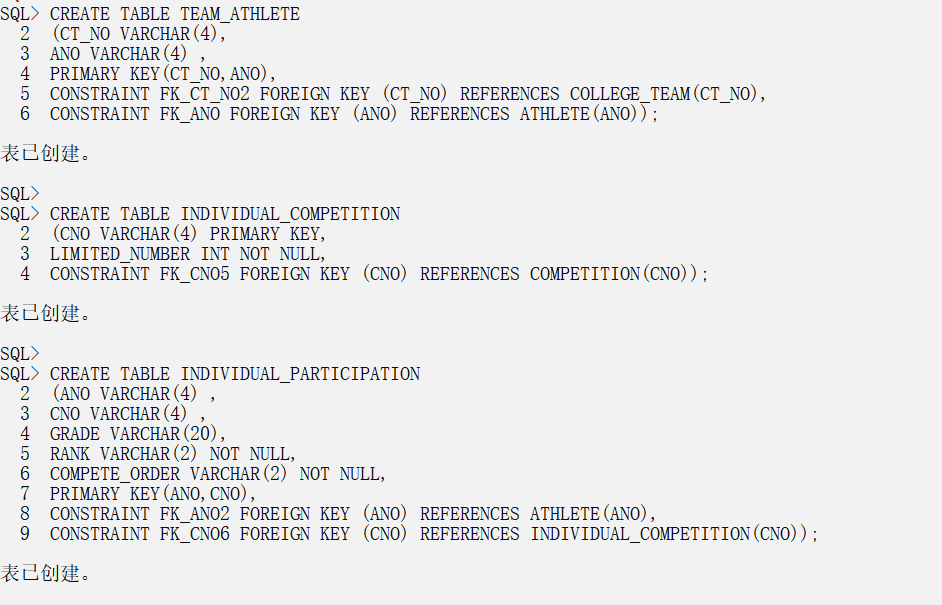 SQL> CREATE TABLE TEAM_ATHLETE
2 (CT_NO VARCHAR(4),
3 ANO VARCHAR(4) ,
4 PRIMARY KEY(CT_NO,ANO),
5 CONSTRAINT FK_CT_NO2 FOREIGN KEY (CT_NO) REFERENCES COLLEGE_TEAM(CT_NO),
6 CONSTRAINT FK_ANO FOREIGN KEY (ANO) REFERENCES ATHLETE(ANO));
表已创建。
SQL>
SQL> CREATE TABLE INDIVIDUAL_COMPETITION
2 (CNO VARCHAR(4) PRIMARY KEY,
3 LIMITED_NUMBER INT NOT NULL,
4 CONSTRAINT FK_CNO5 FOREIGN KEY (CNO) REFERENCES COMPETITION(CNO));
表已创建。
SQL>
SQL> CREATE TABLE INDIVIDUAL_PARTICIPATION
2 (ANO VARCHAR(4) ,
3 CNO VARCHAR(4) ,
4 GRADE VARCHAR(20),
5 RANK VARCHAR(2) NOT NULL,
6 COMPETE_ORDER VARCHAR(2) NOT NULL,
7 PRIMARY KEY(ANO,CNO),
8 CONSTRAINT FK_ANO2 FOREIGN KEY (ANO) REFERENCES ATHLETE(ANO),
9 CONSTRAINT FK_CNO6 FOREIGN KEY (CNO) REFERENCES INDIVIDUAL_COMPETITION(CNO));
表已创建。